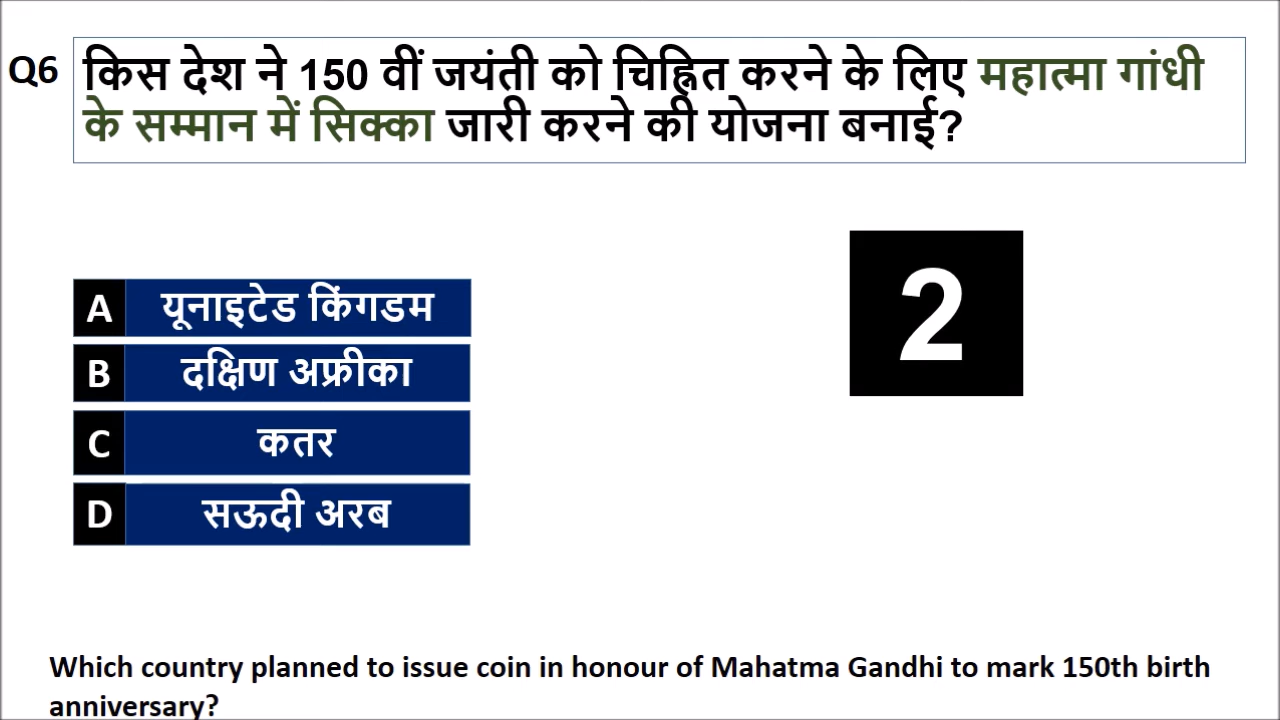 Q6 किस देश ने 150 वीं जयंती को चिह्नित करने के लिए महात्मा गांधी
के सम्मान में सिक्का जारी करने की योजना बनाई?
2
A यूनाइटेड किंगडम
B दक्षिण अफ्रीका
C कतर
D सऊदी अरब
Which country planned to issue coin in honour of Mahatma Gandhi to mark 150th birth
anniversary?